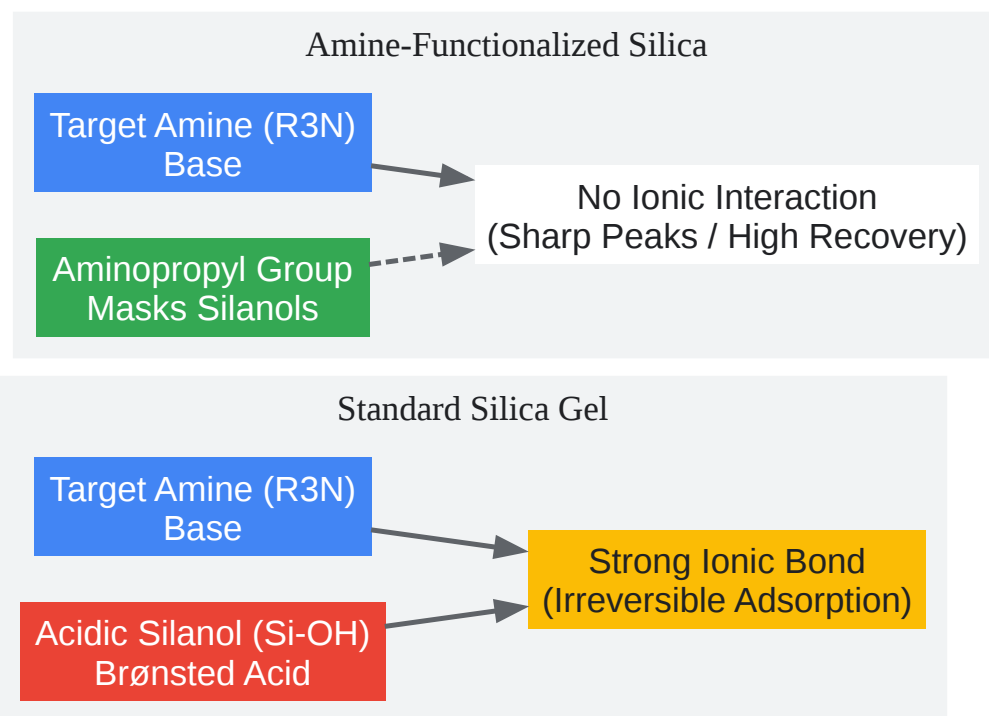 Amine-Functionalized Silica
Target Amine (R3N)
Base
No Ionic Interaction
(Sharp Peaks / High Recovery)
Aminopropyl Group
Masks Silanols
Standard Silica Gel
Target Amine (R3N)
Base
Strong Ionic Bond
(Irreversible Adsorption)
Acidic Silanol (Si-OH)
Brønsted Acid